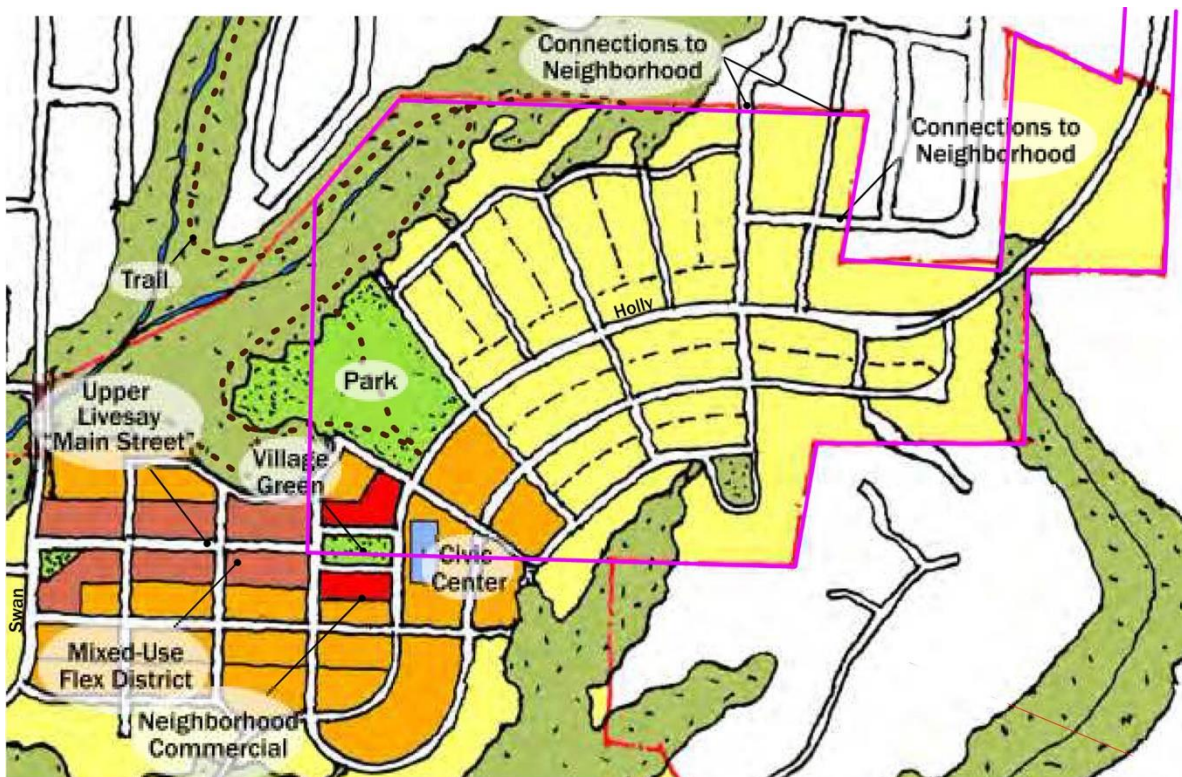 Connections to
Neighborhood
Connections to
Neighborhood
Trail
Holly
Park
Upper
Livesay
"Main Street"
Village
Green
Civic
Center
Swan
Mixed-Use
Flex District
Neighborhood
Commercial